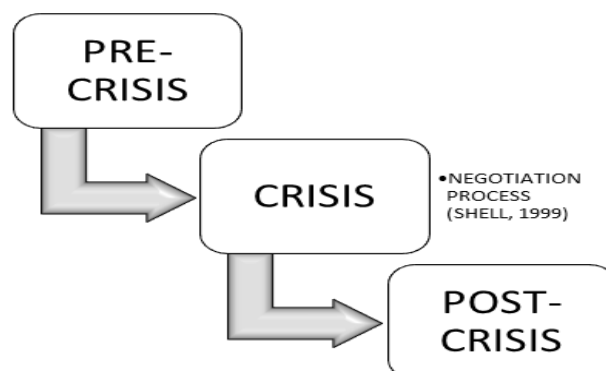 PRE-
CRISIS
CRISIS
•NEGOTIATION
PROCESS
(SHELL, 1999)
POST-
CRISIS